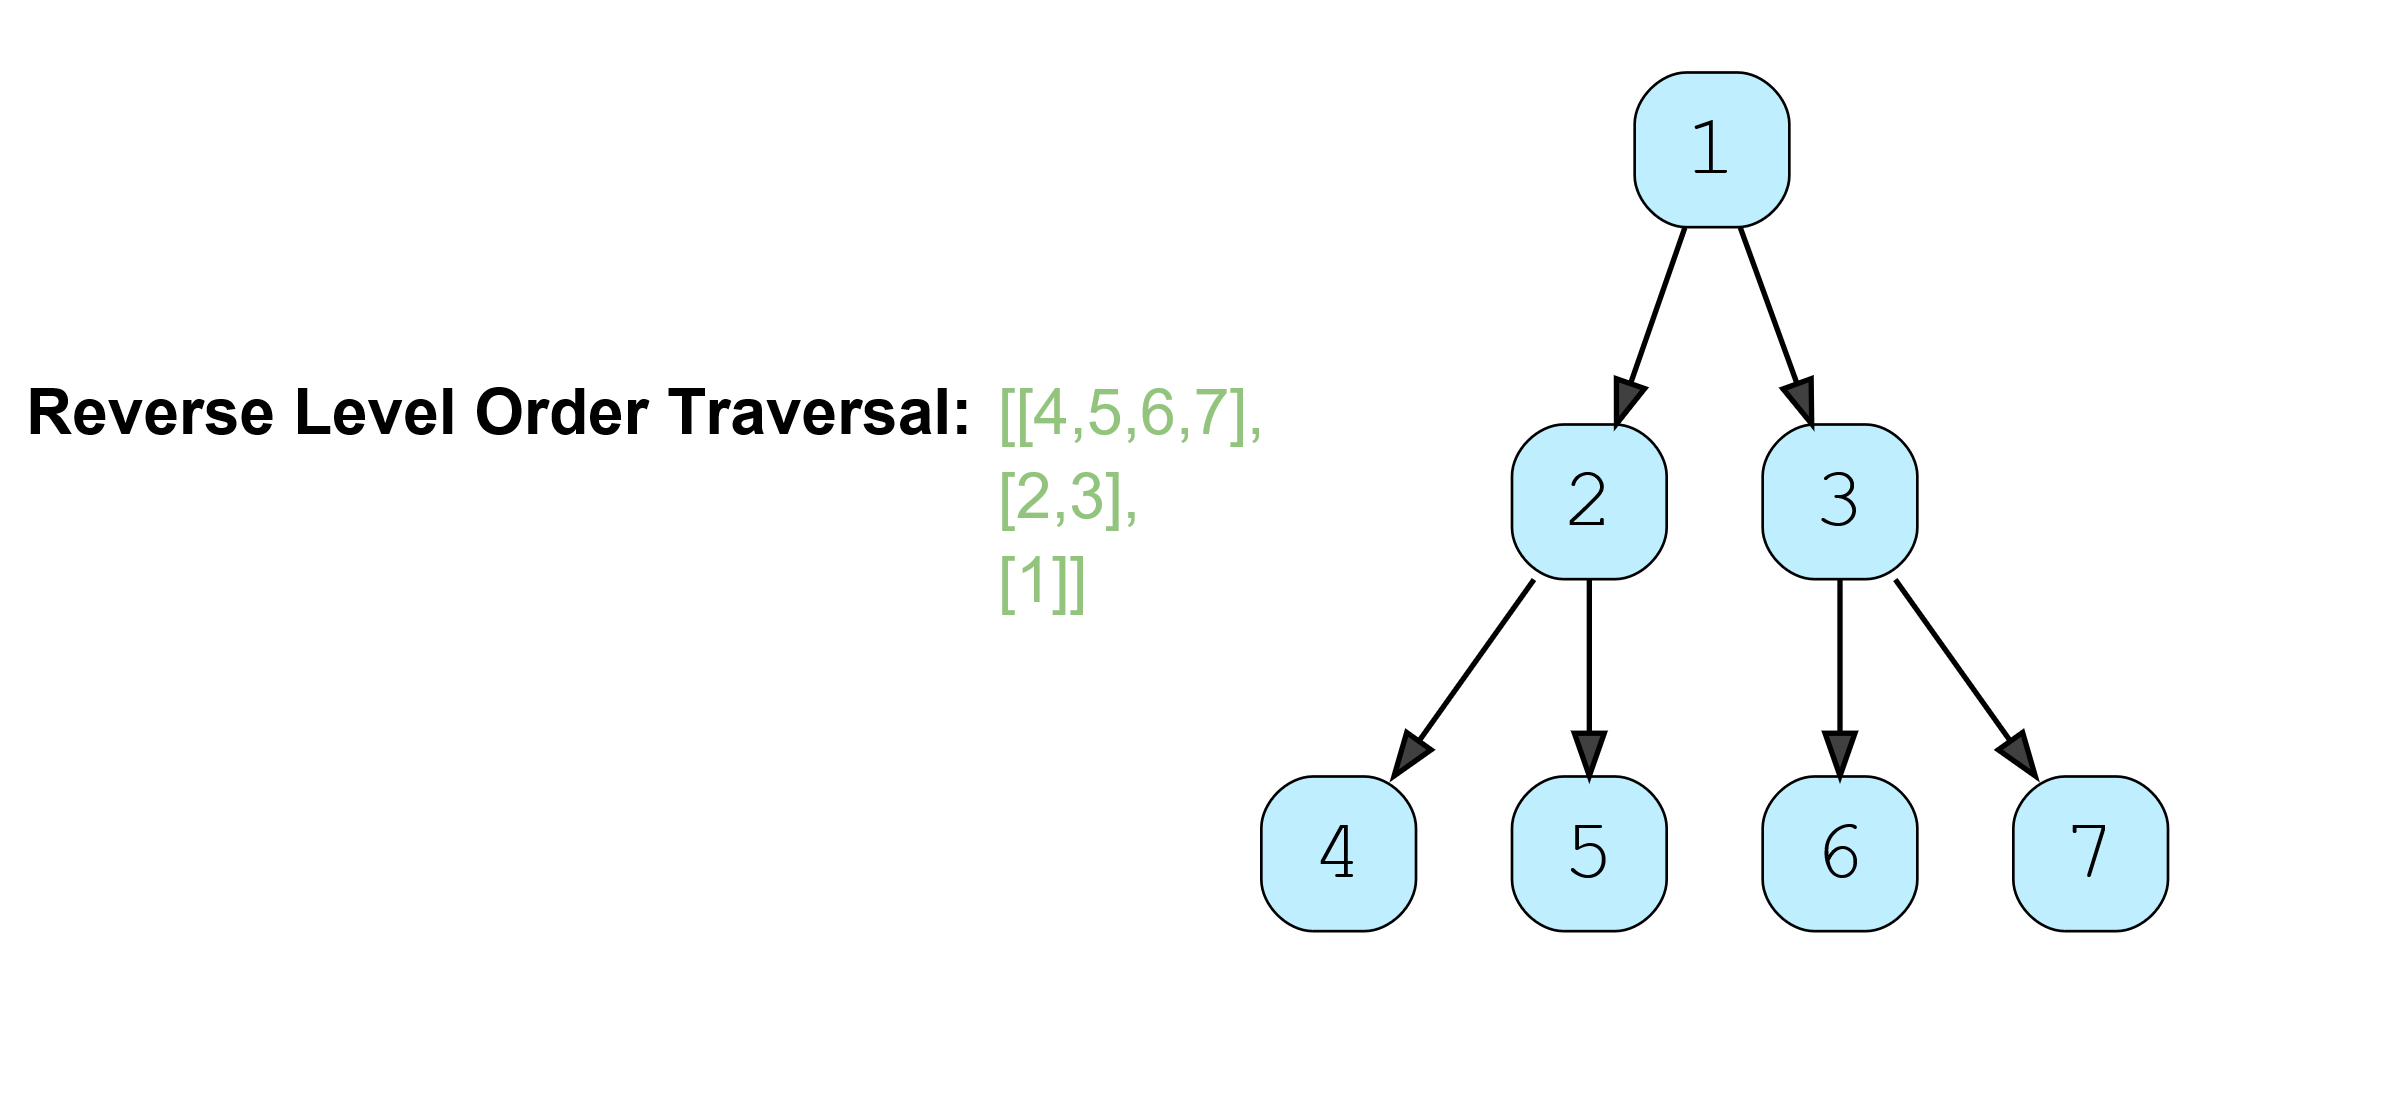 Reverse Level Order Traversal: [[4,5,6,7],
[2,3],
[1]]
1
2 3
4 5 6 7